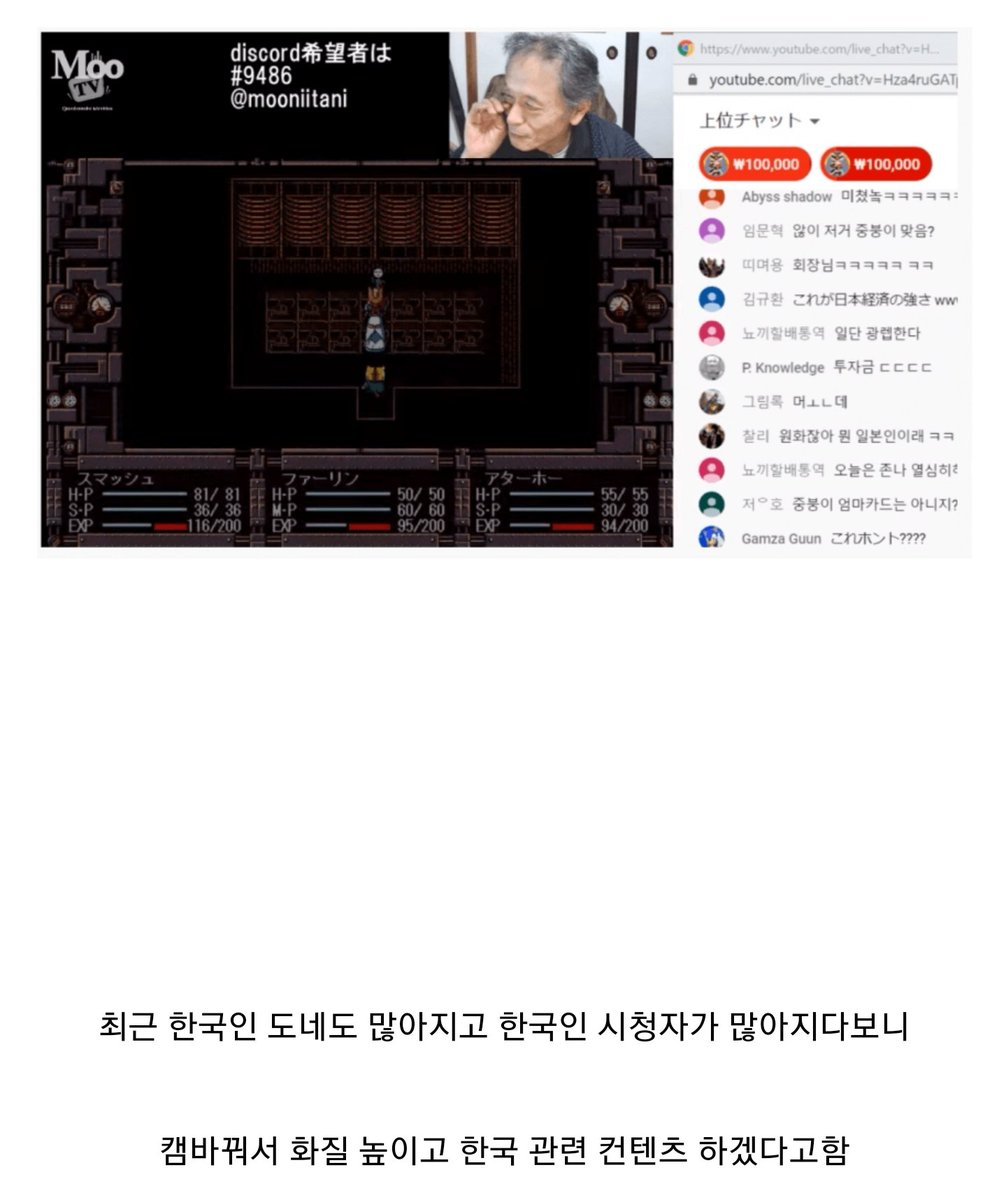 Moo
TV
discord希望者は
#9486
@mooniitani
https://www.youtube.com/live_chat?v=H...
youtube.com/live_chat?v=Hza4ruGAT
上位チャット
₩100,000 ₩100,000
Abyss shadow 미쳤놐ㅋㅋㅋㅋㅋㅋ
임문혁 않이 저거 중붕이 맞음?
띠며용 회장님ㅋㅋㅋㅋㅋ ㅋㅋ
김규환 これが日本経済の強さ ww
뇨끼할배통역 일단 광렙한다
P. Knowledge 투자금 ㄷㄷㄷㄷ
그림록 머ㅗㄴ데
찰리 원화잖아 뭔 일본인이래 ㅋㅋ
뇨끼할배통역 오늘은 존나 열심히
저ᄋ호 중붕이 엄마카드는 아니지?
Gamza Guun これホント????
スマッシュ ファーリン アターホー
H-P 81/ 81 H-P 50/ 50 H-P 55/ 55
S-P 36/ 36 M-P 60/ 60 S-P 30/ 30
EXP 116/200 EXP 95/200 EXP 94/200
최근 한국인 도네도 많아지고 한국인 시청자가 많아지다보니
캠바꿔서 화질 높이고 한국 관련 컨텐츠 하겠다고함